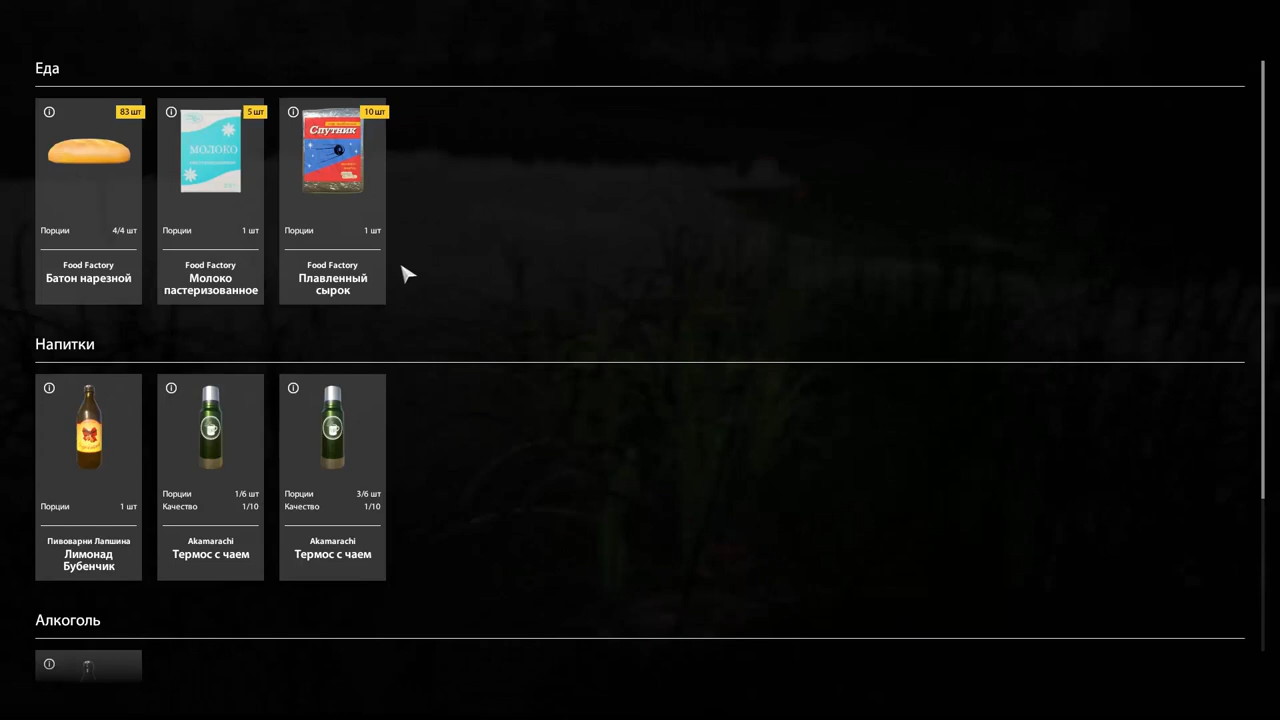 Еда
83 шт
5 шт
10 шт
МОЛОКО
Спутник
Порции 4/4 шт
Порции 1 шт
Порции 1 шт
Food Factory
Батон нарезной
Food Factory
Молоко
пастеризованное
Food Factory
Плавленный
сырок
Напитки
Порции 1 шт
Порции 1/6 шт
Качество 1/10
Порции 3/6 шт
Качество 1/10
Пивоварни Лапшина
Лимонад
Бубенчик
Akamarachi
Термос с чаем
Akamarachi
Термос с чаем
Алкоголь